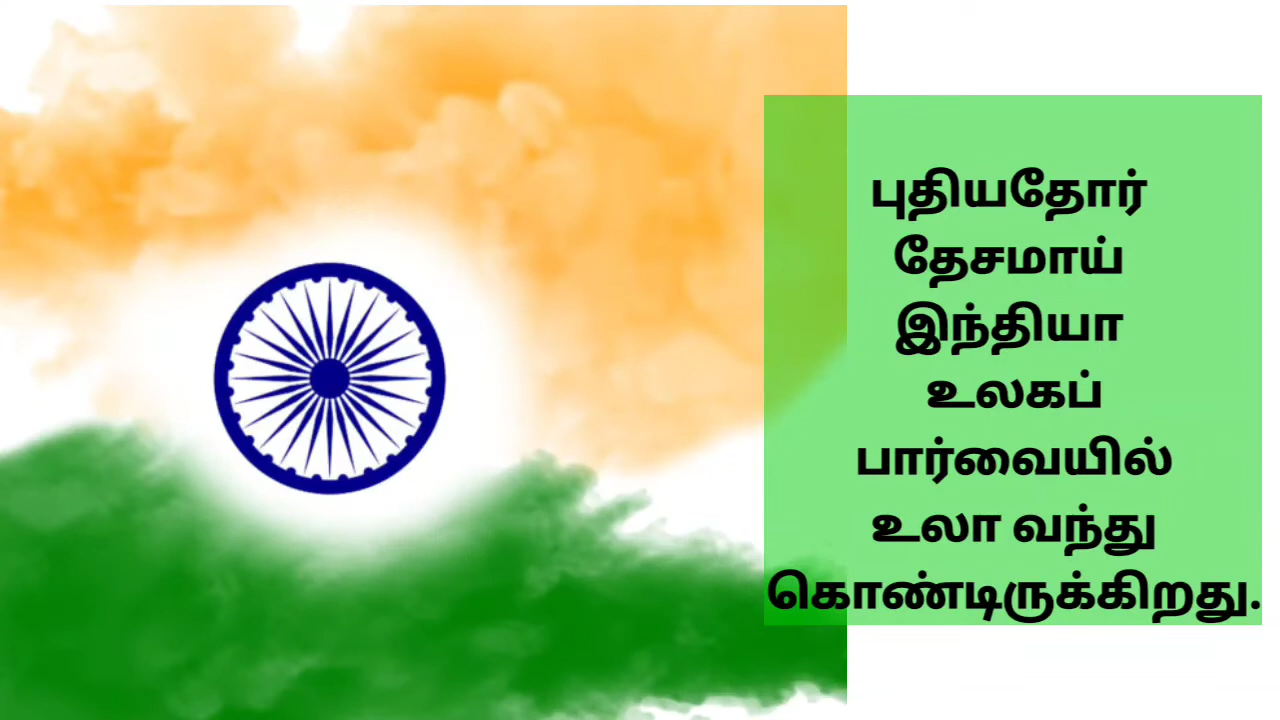 புதியதோர்
தேசமாய்
இந்தியா
உலகப்
பார்வையில்
உலா வந்து
கொண்டிருக்கிறது.